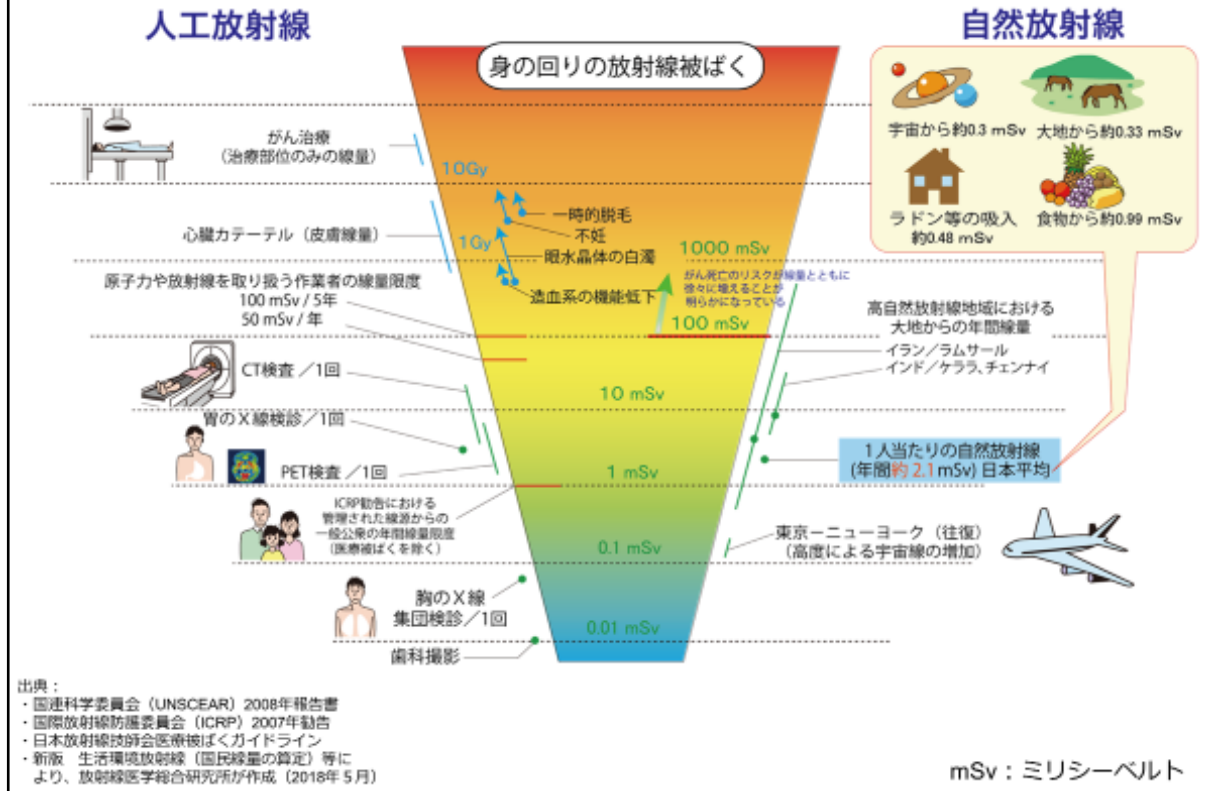 人工放射線
自然放射線
身の回りの放射線被ばく
宇宙から約0.3 mSv
大地から約0.33 mSv
ラドン等の吸入
約0.48 mSv
食物から約0.99 mSv
がん治療
(治療部位のみの線量)
10Gy
一時的脱毛
不妊
心臓カテーテル(皮膚線量)
1Gy
眼水晶体の白濁
1000 mSv
がん死亡のリスクが線量とともに
徐々に増えることが
明らかになっている
造血系の機能低下
原子力や放射線を取り扱う作業者の線量限度
100 mSv / 5年
50 mSv / 年
100 mSv
高自然放射線地域における
大地からの年間線量
イラン/ラムサール
インド/ケララ、チェンナイ
CT検査 /1回
10 mSv
胃のX線検診/1回
PET検査 /1回
1 mSv
1人当たりの自然放射線
(年間約 2.1mSv) 日本平均
ICRP勧告における
管理された線源からの
一般公衆の年間線量限度
(医療被ばくを除く)
0.1 mSv
東京ーニューヨーク(往復)
(高度による宇宙線の増加)
胸のX線
集団検診/1回
0.01 mSv
歯科撮影
出典:
・国連科学委員会(UNSCEAR)2008年報告書
・国際放射線防護委員会(ICRP)2007年勧告
・日本放射線技師会医療被ばくガイドライン
・新版 生活環境放射線(国民線量の算定)等に
より、放射線医学総合研究所が作成(2018年5月)
mSv:ミリシーベルト